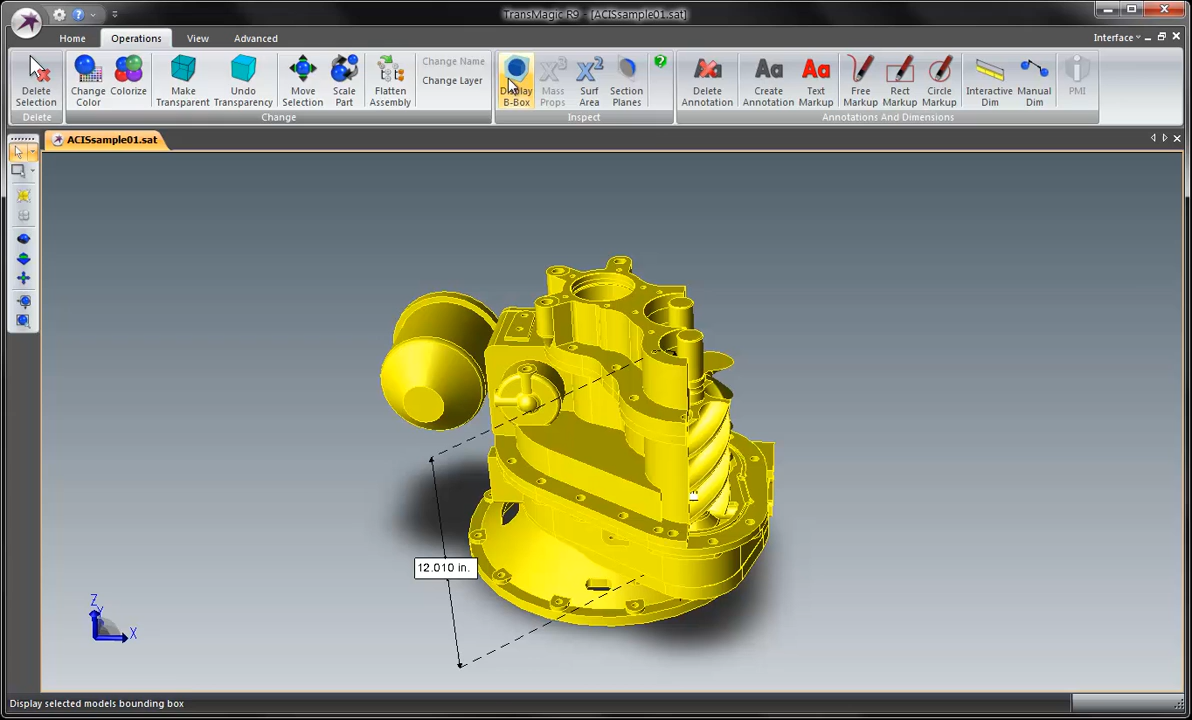 TransMagic R9 - [ACISsample01.sat]
Home
Operations
View
Advanced
Interface
Delete Selection
Change Color
Colorize
Make Transparent
Undo Transparency
Move Selection
Scale Part
Flatten Assembly
Change Name
Change Layer
Display B-Box
Mass Props
Surf Area
Section Planes
Delete Annotation
Create Annotation
Text Markup
Free Markup
Rect Markup
Circle Markup
Interactive Dim
Manual Dim
PMI
Delete
Change
Inspect
Annotations And Dimensions
ACISsample01.sat
12.010 in.
Z
Y
X
Display selected models bounding box